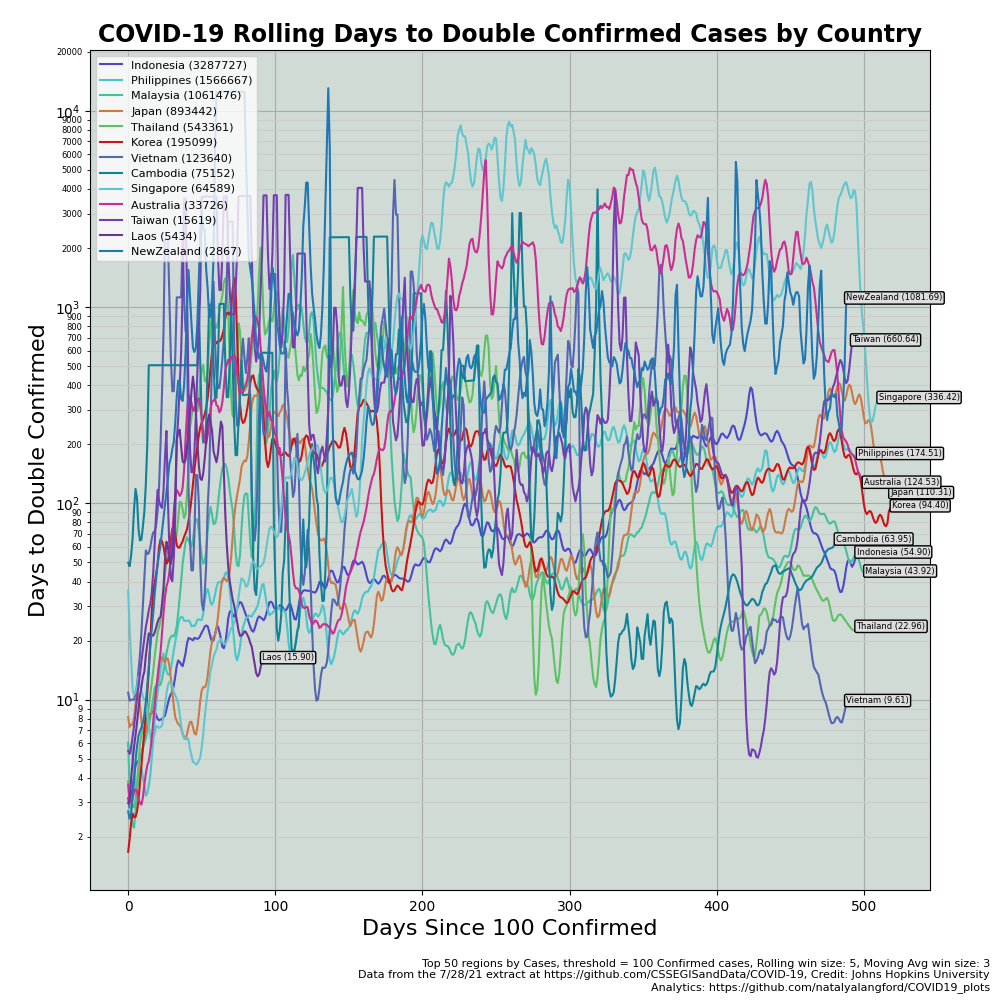 COVID-19 Rolling Days to Double Confirmed Cases by Country
20000
10^4
9000
8000
7000
6000
5000
4000
3000
2000
10^3
900
800
700
600
500
400
300
200
10^2
90
80
70
60
50
40
30
20
10^1
9
8
7
6
5
4
3
2
Days to Double Confirmed
Indonesia (3287727)
Philippines (1566667)
Malaysia (1061476)
Japan (893442)
Thailand (543361)
Korea (195099)
Vietnam (123640)
Cambodia (75152)
Singapore (64589)
Australia (33726)
Taiwan (15619)
Laos (5434)
NewZealand (2867)
NewZealand (1081.69)
Taiwan (660.64)
Singapore (336.42)
Philippines (174.51)
Australia (124.53)
Japan (110.31)
Korea (94.40)
Cambodia (63.95)
Indonesia (54.90)
Malaysia (43.92)
Thailand (22.96)
Laos (15.90)
Vietnam (9.61)
0 100 200 300 400 500
Days Since 100 Confirmed
Top 50 regions by Cases, threshold = 100 Confirmed cases, Rolling win size: 5, Moving Avg win size: 3
Data from the 7/28/21 extract at https://github.com/CSSEGISandData/COVID-19, Credit: Johns Hopkins University
Analytics: https://github.com/natalyalangford/COVID19_plots